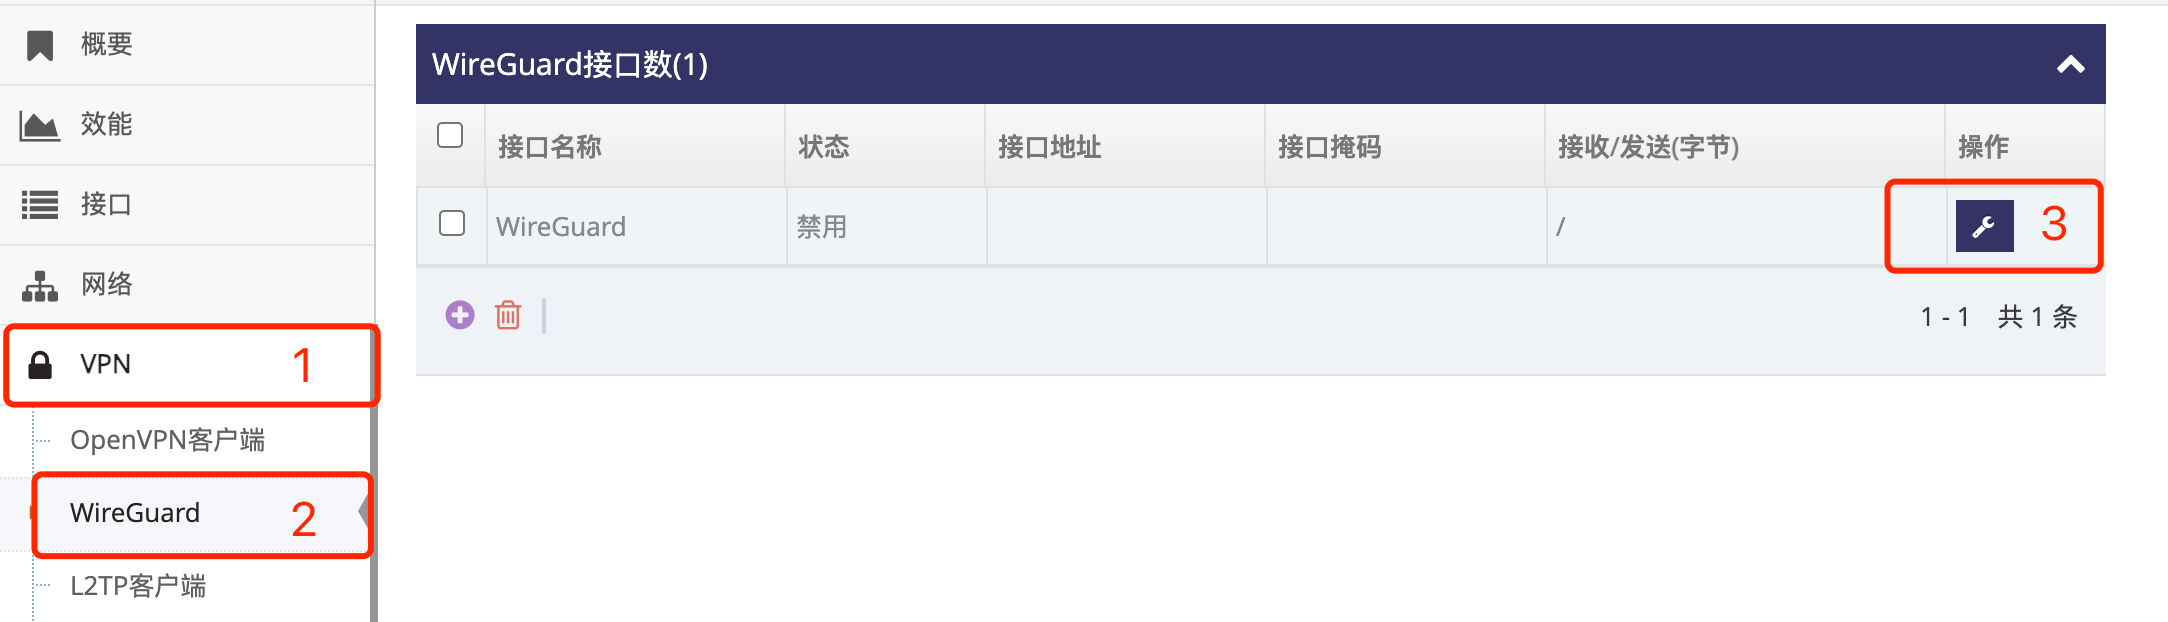 概要
效能
接口
网络
VPN 1
OpenVPN客户端
WireGuard 2
L2TP客户端
WireGuard接口数(1)
接口名称 状态 接口地址 接口掩码 接收/发送(字节) 操作
WireGuard 禁用 / 3
1 - 1 共 1 条